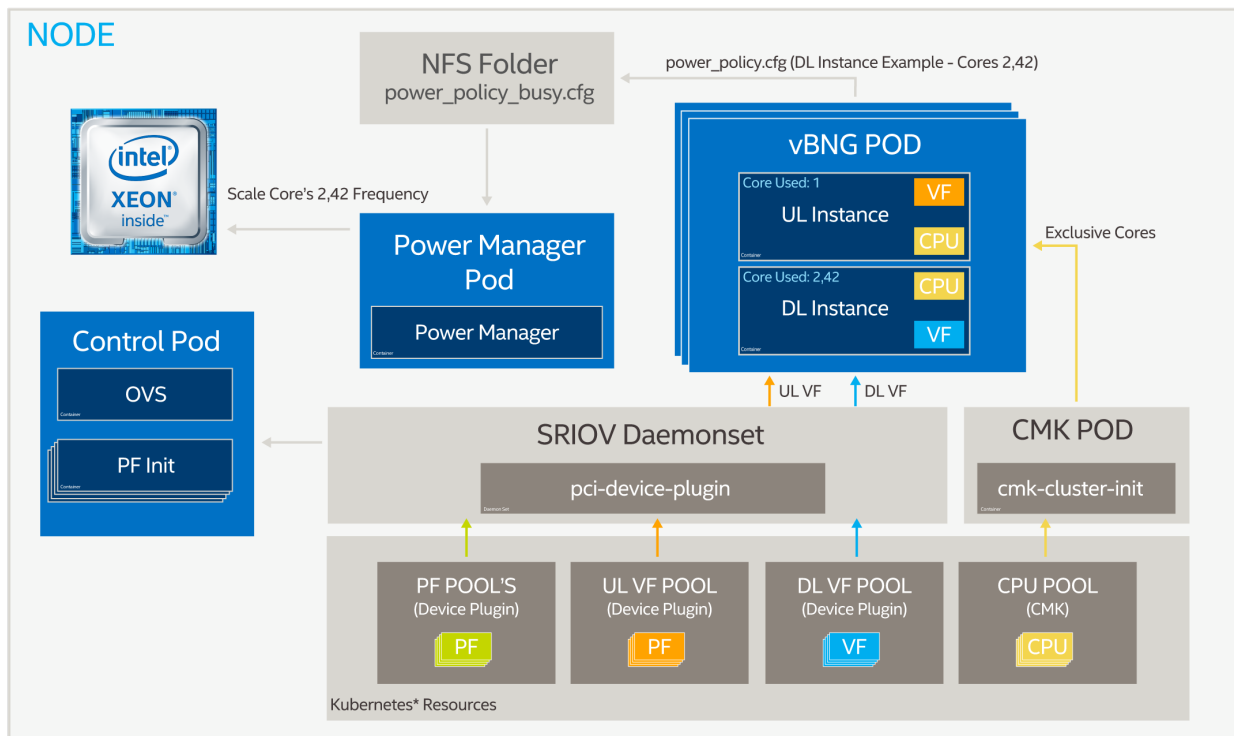 NODE
NFS Folder
power_policy_busy.cfg
power_policy.cfg (DL Instance Example - Cores 2,42)
intel®
XEON®
inside™
Scale Core's 2,42 Frequency
vBNG POD
Core Used: 1
VF
UL Instance
CPU
Container
Core Used: 2,42
CPU
DL Instance
VF
Container
Exclusive Cores
Power Manager
Pod
Power Manager
Container
Control Pod
OVS
Container
PF Init
Container
UL VF
DL VF
SRIOV Daemonset
pci-device-plugin
Daemon Set
CMK POD
cmk-cluster-init
Container
PF POOL'S
(Device Plugin)
PF
UL VF POOL
(Device Plugin)
PF
DL VF POOL
(Device Plugin)
VF
CPU POOL
(CMK)
CPU
Kubernetes* Resources